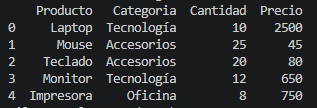 Producto Categoria Cantidad Precio
0 Laptop Tecnología 10 2500
1 Mouse Accesorios 25 45
2 Teclado Accesorios 20 80
3 Monitor Tecnología 12 650
4 Impresora Oficina 8 750